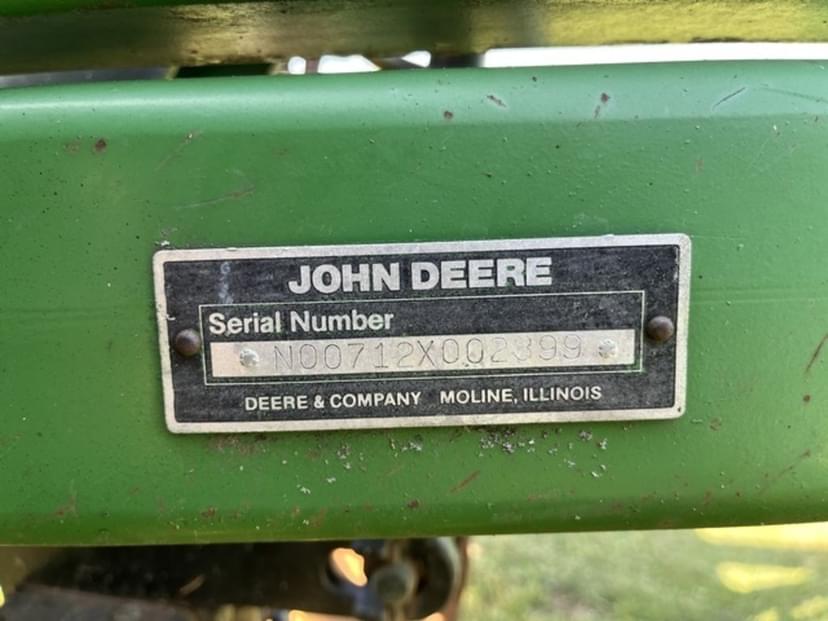 JOHN DEERE
Serial Number
N00712X002399
DEERE & COMPANY MOLINE, ILLINOIS